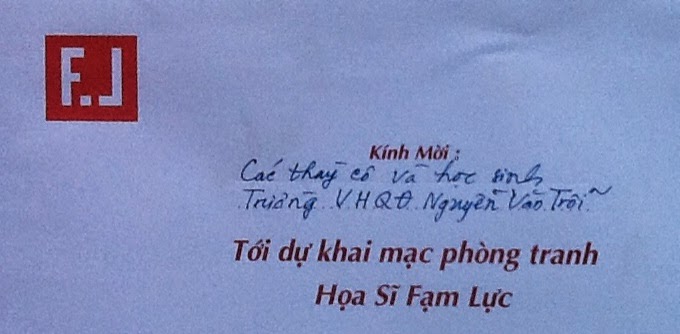 F.J
Kính Mời :
Các thầy cô và học sinh
Trường V.H.Q.Đ. Nguyễn Văn Trỗi
Tới dự khai mạc phòng tranh
Họa Sĩ Fạm Lực